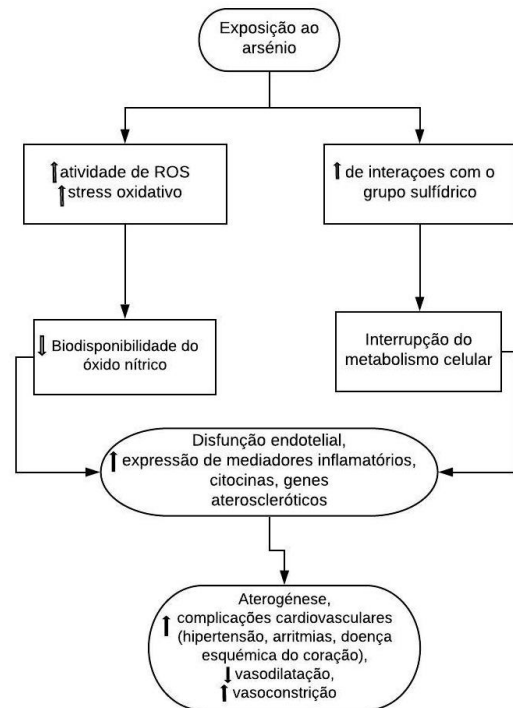 Exposição ao
arsénio
atividade de ROS
stress oxidativo
de interaçoes com o
grupo sulfídrico
Biodisponibilidade do
óxido nítrico
Interrupção do
metabolismo celular
Disfunção endotelial,
expressão de mediadores inflamatórios,
citocinas, genes
ateroscleróticos
Aterogénese,
complicações cardiovasculares
(hipertensão, arritmias, doença
esquémica do coração),
vasodilatação,
vasoconstrição